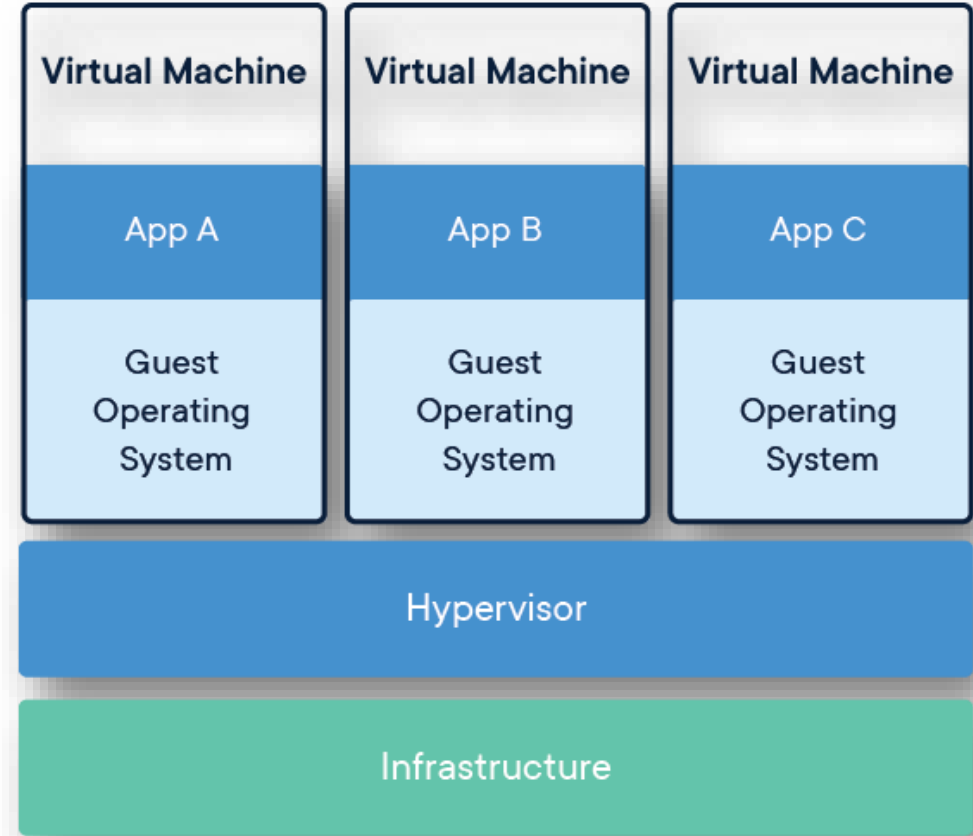 Virtual Machine
Virtual Machine
Virtual Machine
App A
App B
App C
Guest
Operating
System
Guest
Operating
System
Guest
Operating
System
Hypervisor
Infrastructure